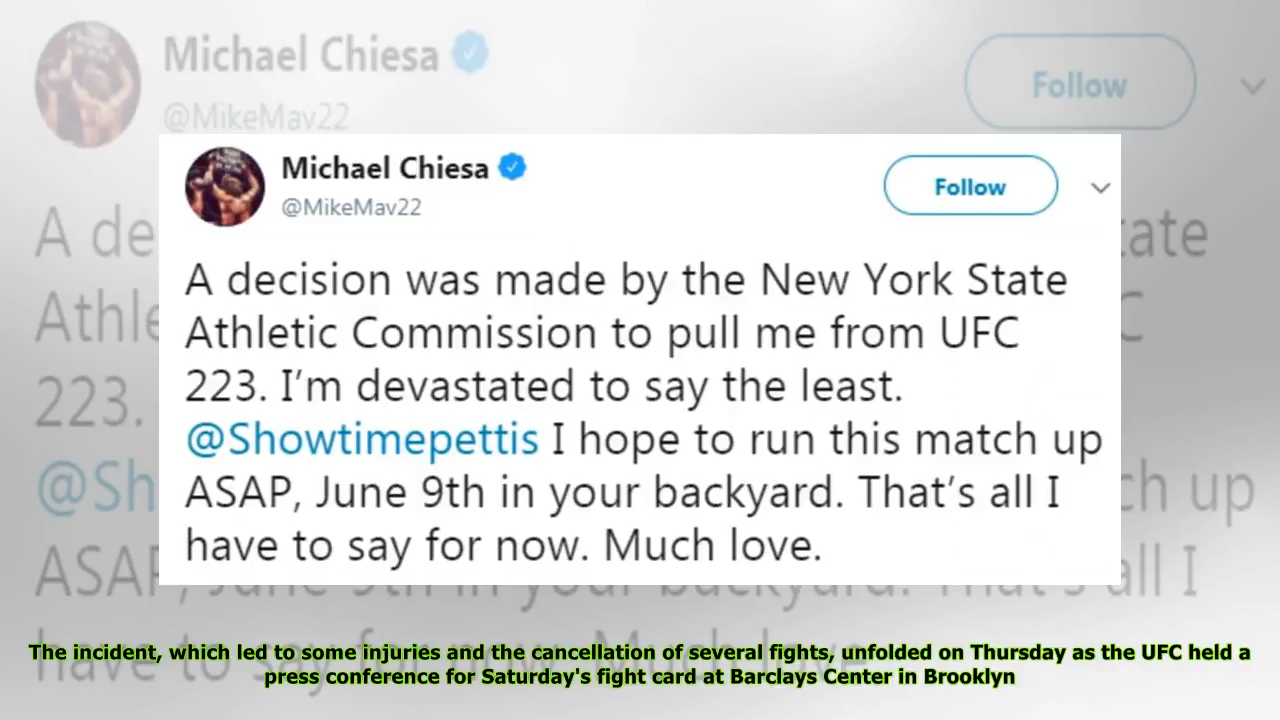 Michael Chiesa
@MikeMav22
Follow
Michael Chiesa
@MikeMav22
Follow
A decision was made by the New York State
Athletic Commission to pull me from UFC
223. I'm devastated to say the least.
@Showtimepettis I hope to run this match up
ASAP, June 9th in your backyard. That's all I
have to say for now. Much love.
The incident, which led to some injuries and the cancellation of several fights, unfolded on Thursday as the UFC held a
press conference for Saturday's fight card at Barclays Center in Brooklyn